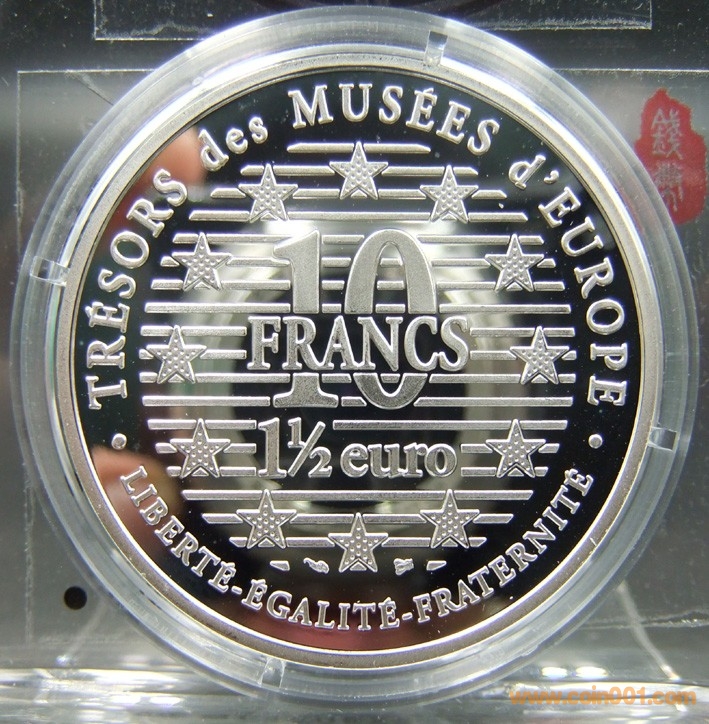 TRÉSORS des MUSÉES d'EUROPE
10
FRANCS
1½ euro
LIBERTÉ-ÉGALITÉ-FRATERNITÉ
www.coin001.com